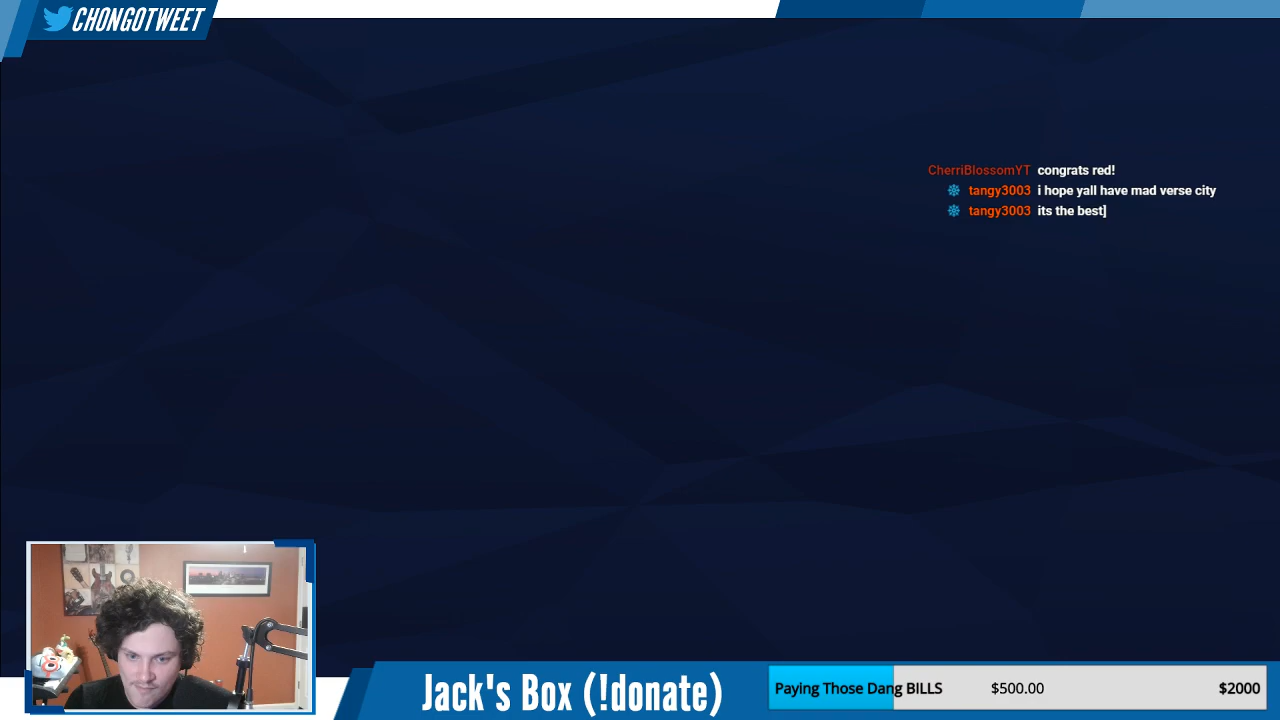 CHONGOTWEET
CherriBlossomYT congrats red!
tangy3003 i hope yall have mad verse city
tangy3003 its the best]
Jack's Box (!donate)
Paying Those Dang BILLS $500.00 $2000